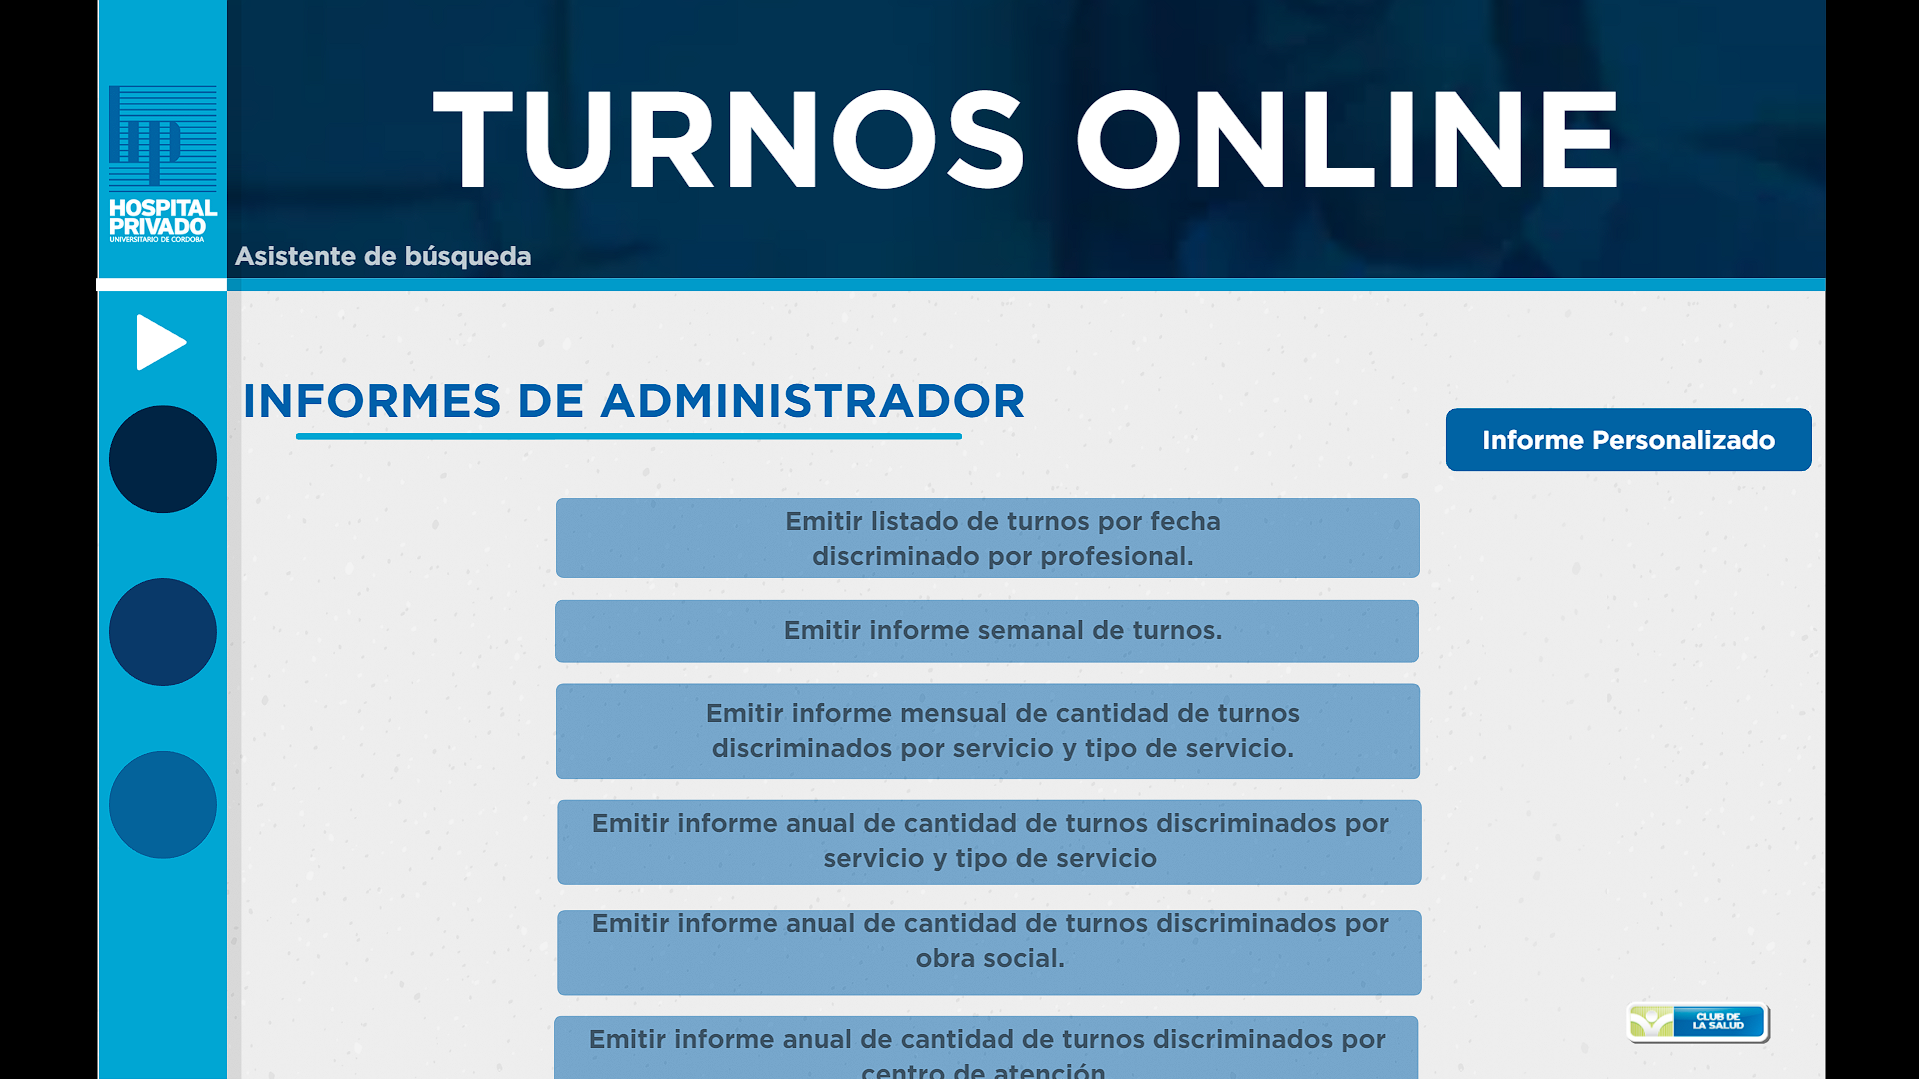 TURNOS ONLINE
hp
HOSPITAL
PRIVADO
UNIVERSITARIO DE CORDOBA
Asistente de búsqueda
INFORMES DE ADMINISTRADOR
Informe Personalizado
Emitir listado de turnos por fecha
discriminado por profesional.
Emitir informe semanal de turnos.
Emitir informe mensual de cantidad de turnos
discriminados por servicio y tipo de servicio.
Emitir informe anual de cantidad de turnos discriminados por
servicio y tipo de servicio
Emitir informe anual de cantidad de turnos discriminados por
obra social.
CLUB DE
LA SALUD
Emitir informe anual de cantidad de turnos discriminados por
centro de atención